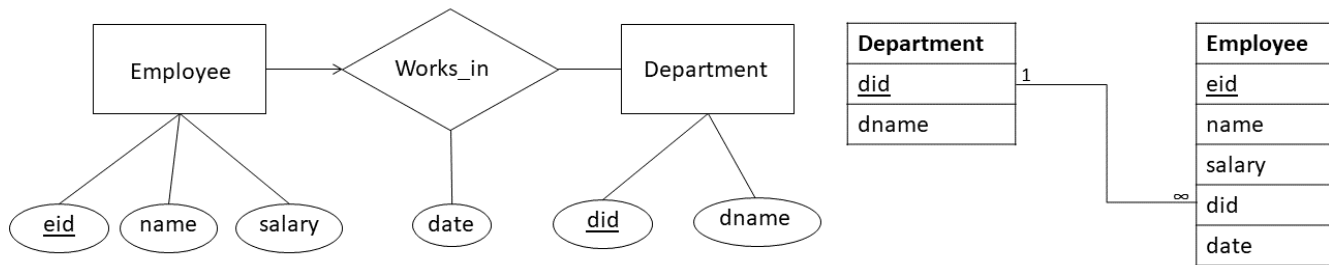 Employee
Works_in
Department
eid
name
salary
date
did
dname
Department
did
dname
1
∞
Employee
eid
name
salary
did
date